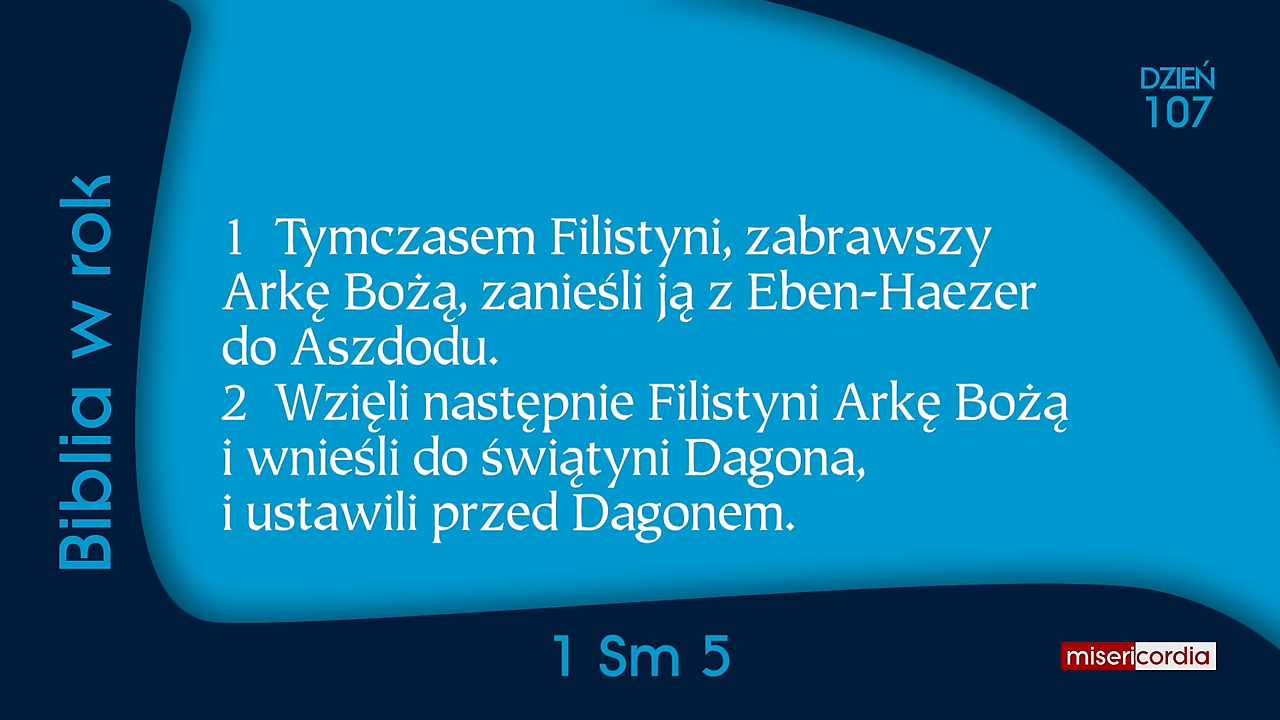 DZIEŃ
107
Biblia w rok
1 Tymczasem Filistyni, zabrawszy
Arkę Bożą, zanieśli ją z Eben-Haezer
do Aszdodu.
2 Wzięli następnie Filistyni Arkę Bożą
i wnieśli do świątyni Dagona,
i ustawili przed Dagonem.
1 Sm 5
misericordia